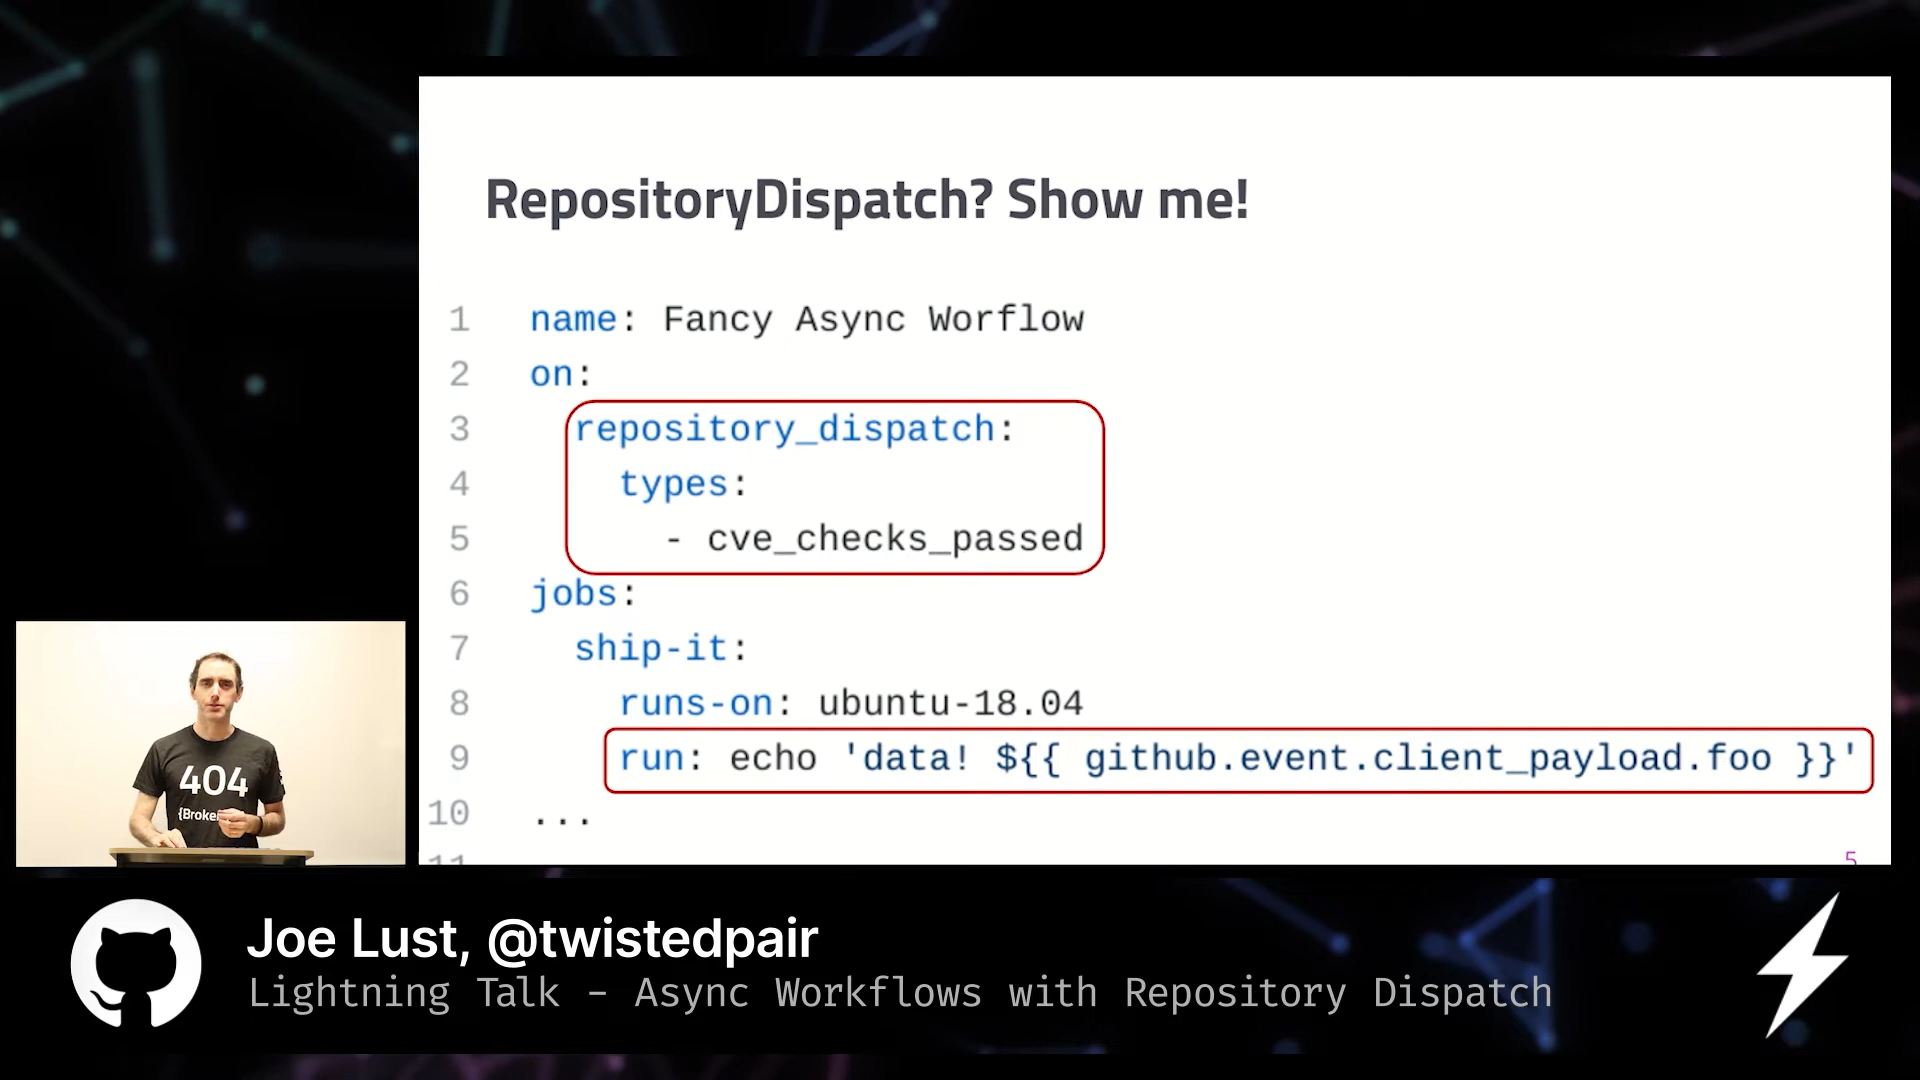 RepositoryDispatch? Show me!
1 name: Fancy Async Worflow
2 on:
3 repository_dispatch:
4 types:
5 - cve_checks_passed
6 jobs:
7 ship-it:
8 runs-on: ubuntu-18.04
9 run: echo 'data! ${{ github.event.client_payload.foo }}'
10 ...
11
5
404
Joe Lust, @twistedpair
Lightning Talk – Async Workflows with Repository Dispatch